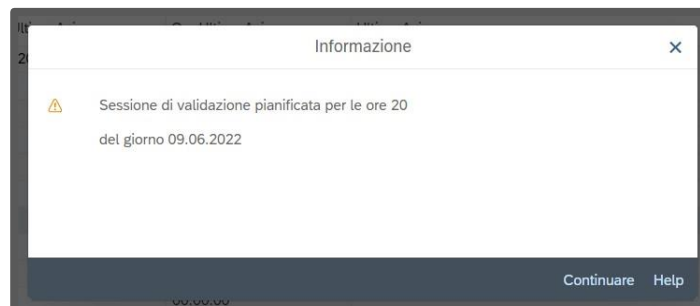 Informazione
Sessione di validazione pianificata per le ore 20
del giorno 09.06.2022
Continuare Help